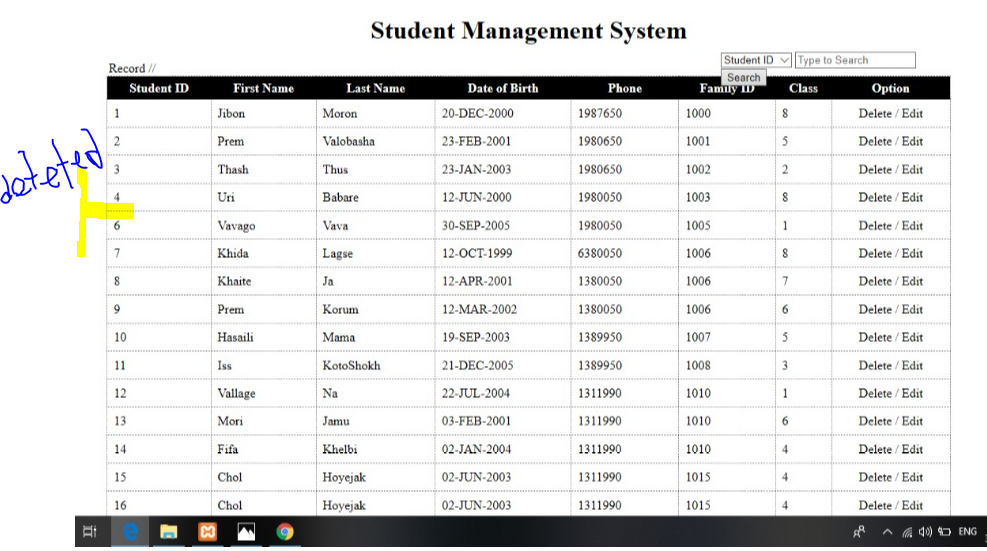 Student Management System
Student ID Type to Search
Record //
Search
Student ID First Name Last Name Date of Birth Phone Family ID Class Option
1 Jibon Moron 20-DEC-2000 1987650 1000 8 Delete / Edit
2 Prem Valobasha 23-FEB-2001 1980650 1001 5 Delete / Edit
3 Thash Thus 23-JAN-2003 1980650 1002 2 Delete / Edit
deteted
4 Uri Babare 12-JUN-2000 1980050 1003 8 Delete / Edit
6 Vavago Vava 30-SEP-2005 1980050 1005 1 Delete / Edit
7 Khida Lagse 12-OCT-1999 6380050 1006 8 Delete / Edit
8 Khaite Ja 12-APR-2001 1380050 1006 7 Delete / Edit
9 Prem Korum 12-MAR-2002 1380050 1006 6 Delete / Edit
10 Hasaili Mama 19-SEP-2003 1389950 1007 5 Delete / Edit
11 Iss KotoShokh 21-DEC-2005 1389950 1008 3 Delete / Edit
12 Vallage Na 22-JUL-2004 1311990 1010 1 Delete / Edit
13 Mori Jamu 03-FEB-2001 1311990 1010 6 Delete / Edit
14 Fifa Khelbi 02-JAN-2004 1311990 1010 4 Delete / Edit
15 Chol Hoyejak 02-JUN-2003 1311990 1015 4 Delete / Edit
16 Chol Hoyejak 02-JUN-2003 1311990 1015 4 Delete / Edit
ENG